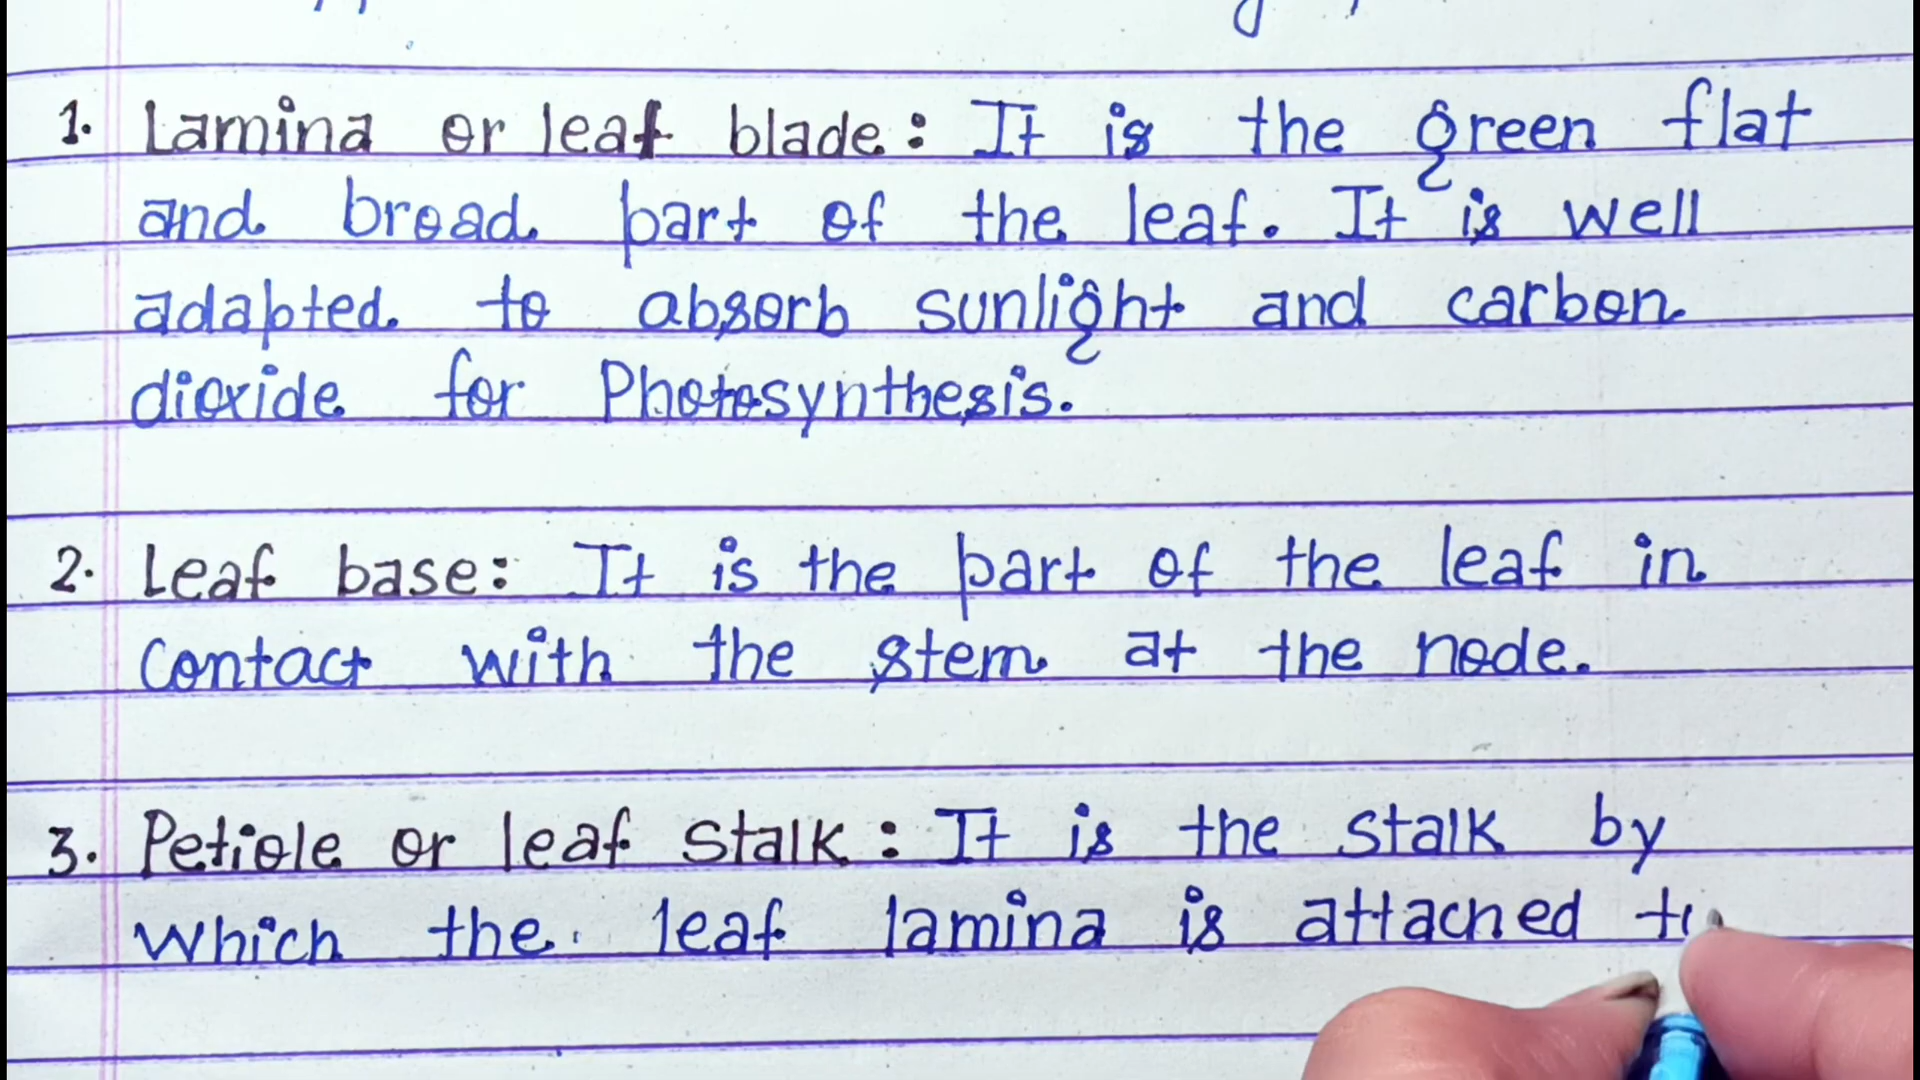 1. Lamina or leaf blade: It is the green flat
and broad part of the leaf. It is well
adapted to absorb sunlight and carbon
dioxide for Photosynthesis.
2. Leaf base: It is the part of the leaf in
Contact with the stem at the node.
3. Petiole or leaf stalk: It is the stalk by
which the leaf lamina is attached